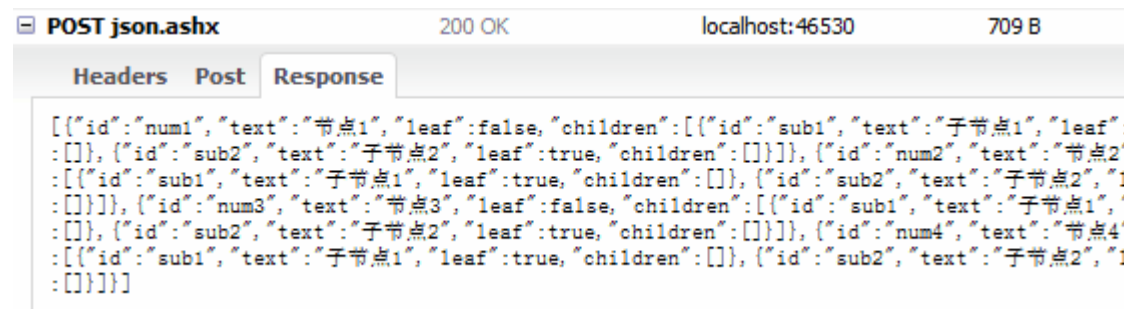 POST json.ashx 200 OK localhost:46530 709 B
Headers Post Response
[{"id":"num1","text":"节点1","leaf":false,"children":[{"id":"sub1","text":"子节点1","leaf":
:[]},{"id":"sub2","text":"子节点2","leaf":true,"children":[]}]},{"id":"num2","text":"节点2"
:[{"id":"sub1","text":"子节点1","leaf":true,"children":[]},{"id":"sub2","text":"子节点2","l
:[]}]},{"id":"num3","text":"节点3","leaf":false,"children":[{"id":"sub1","text":"子节点1",
:[]},{"id":"sub2","text":"子节点2","leaf":true,"children":[]}]},{"id":"num4","text":"节点4"
:[{"id":"sub1","text":"子节点1","leaf":true,"children":[]},{"id":"sub2","text":"子节点2","l
:[]}]}]